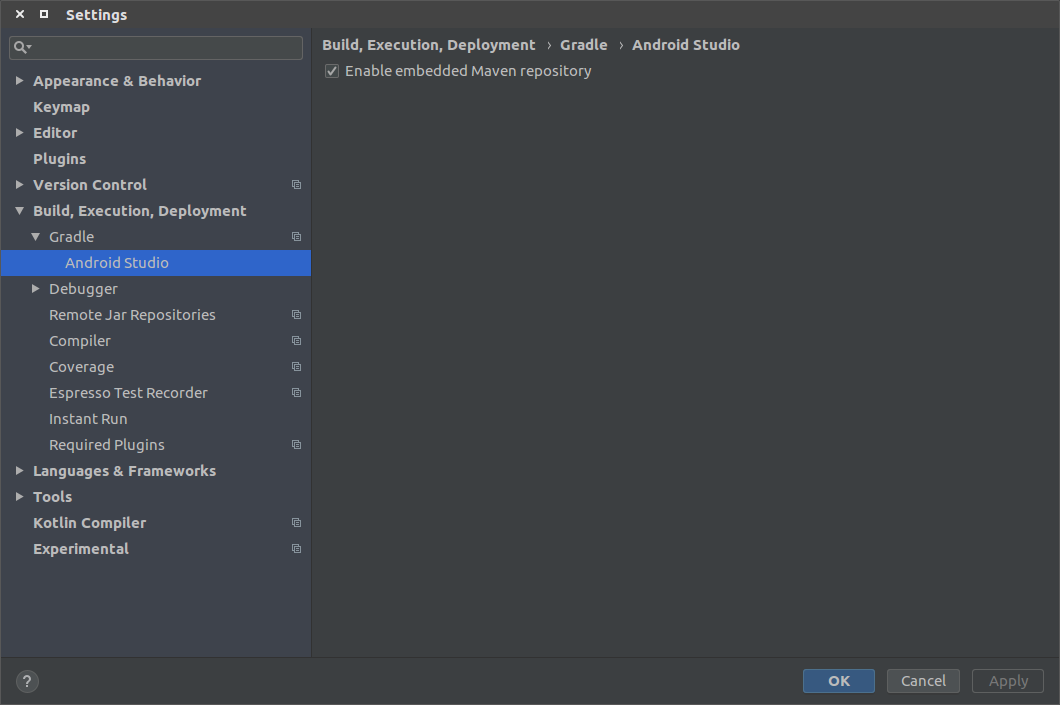 Settings
Appearance & Behavior
Keymap
Editor
Plugins
Version Control
Build, Execution, Deployment
Gradle
Android Studio
Debugger
Remote Jar Repositories
Compiler
Coverage
Espresso Test Recorder
Instant Run
Required Plugins
Languages & Frameworks
Tools
Kotlin Compiler
Experimental
Build, Execution, Deployment › Gradle › Android Studio
Enable embedded Maven repository
?
OK
Cancel
Apply